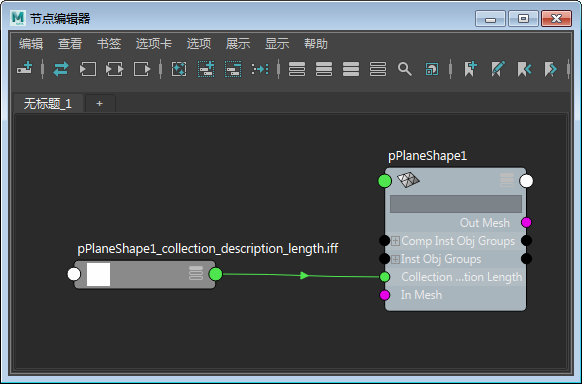 节点编辑器
编辑 查看 书签 选项卡 选项 展示 显示 帮助
无标题_1 +
pPlaneShape1
Out Mesh
Comp Inst Obj Groups
Inst Obj Groups
pPlaneShape1_collection_description_length.iff
Collection ...tion Length
In Mesh